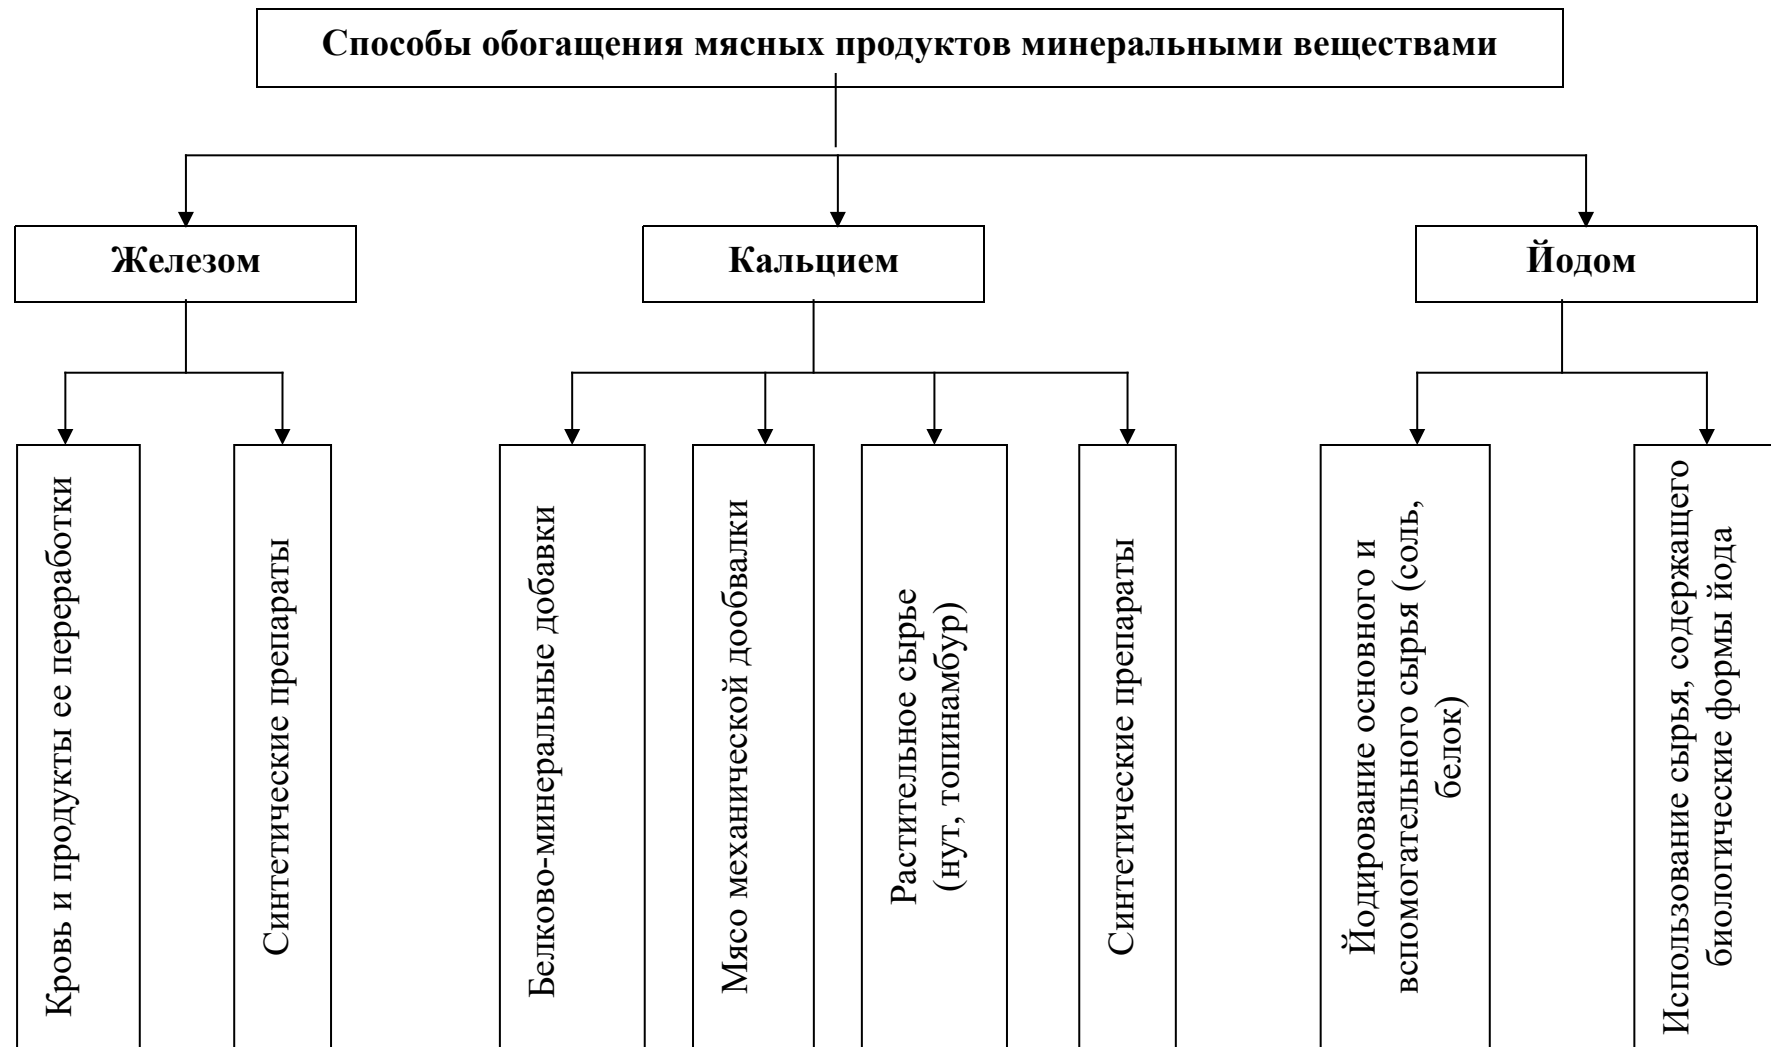 Способы обогащения мясных продуктов минеральными веществами
Железом
Кальцием
Йодом
Кровь и продукты ее переработки
Синтетические препараты
Белково-минеральные добавки
Мясо механической дообвалки
Растительное сырье
(нут, топинамбур)
Синтетические препараты
Йодирование основного и
вспомогательного сырья (соль,
белок)
Использование сырья, содержащего
биологические формы йода